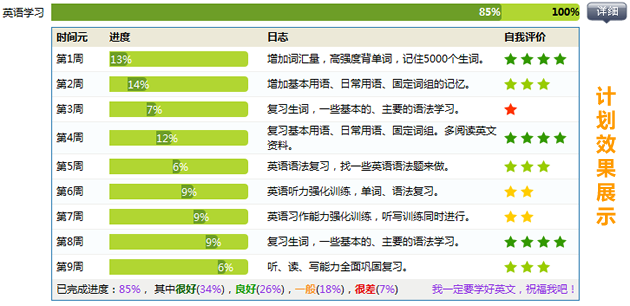 英语学习 85% 100% 详细
时间元 进度 日志 自我评价
第1周 13% 增加词汇量，高强度背单词，记住5000个生词。
第2周 14% 增加基本用语、日常用语、固定词组的记忆。
第3周 7% 复习生词，一些基本的、主要的语法学习。
第4周 12% 复习基本用语、日常用语、固定词组。多阅读英文
资料。
第5周 6% 英语语法复习，找一些英语语法题来做。
第6周 9% 英语听力强化训练，单词、语法复习。
第7周 9% 英语习作能力强化训练，听写训练同时进行。
第8周 9% 复习生词，一些基本的、主要的语法学习。
第9周 6% 听、读、写能力全面巩固复习。
已完成进度：85%，其中很好(34%)，良好(26%)，一般(18%)，很差(7%) 我一定要学好英文，祝福我吧！
计划效果展示